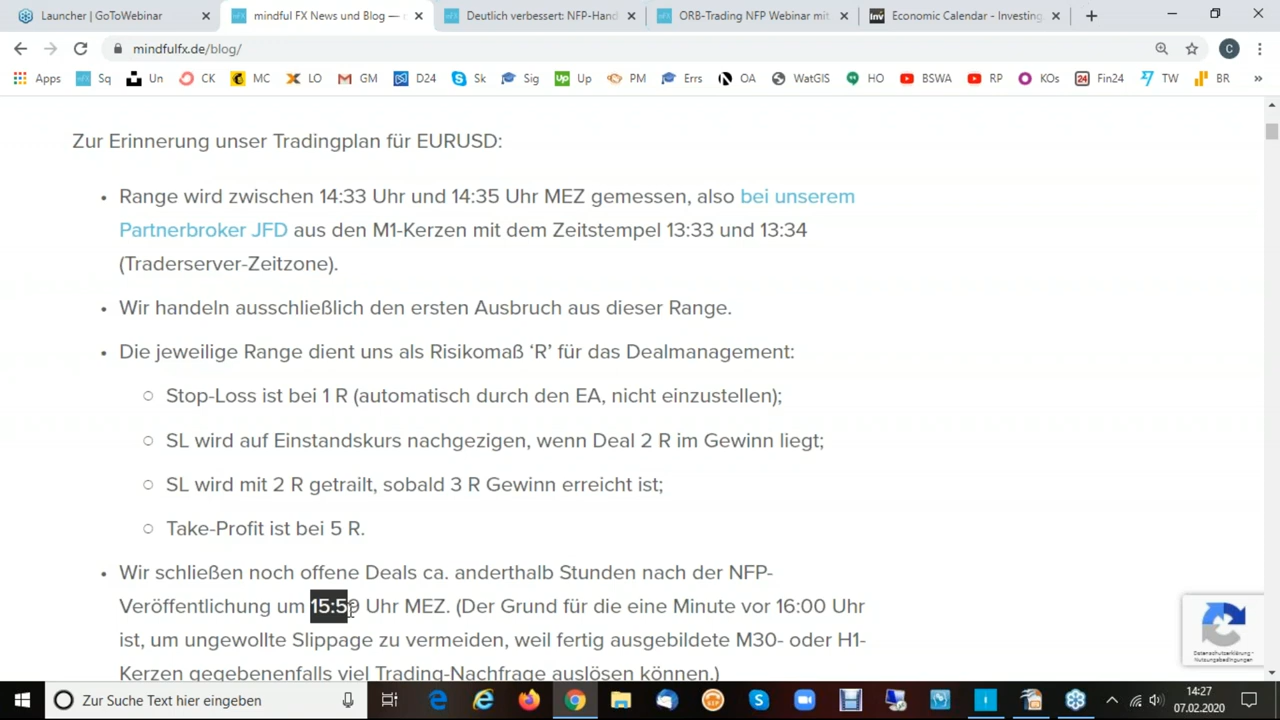 Launcher | GoToWebinar
mindful FX News und Blog —
Deutlich verbessert: NFP-Hand
ORB-Trading NFP Webinar mit
Economic Calendar - Investing.
mindfulfx.de/blog/
C
Apps
Sq
Un
CK
MC
LO
GM
D24
Sk
Sig
Up
PM
Errs
OA
WatGIS
HO
BSWA
RP
KOs
Fin24
TW
BR
»
Zur Erinnerung unser Tradingplan für EURUSD:
• Range wird zwischen 14:33 Uhr und 14:35 Uhr MEZ gemessen, also bei unserem
Partnerbroker JFD aus den M1-Kerzen mit dem Zeitstempel 13:33 und 13:34
(Traderserver-Zeitzone).
• Wir handeln ausschließlich den ersten Ausbruch aus dieser Range.
• Die jeweilige Range dient uns als Risikomaß ‘R’ für das Dealmanagement:
○ Stop-Loss ist bei 1 R (automatisch durch den EA, nicht einzustellen);
○ SL wird auf Einstandskurs nachgezigen, wenn Deal 2 R im Gewinn liegt;
○ SL wird mit 2 R getrailt, sobald 3 R Gewinn erreicht ist;
○ Take-Profit ist bei 5 R.
• Wir schließen noch offene Deals ca. anderthalb Stunden nach der NFP-
Veröffentlichung um 15:59 Uhr MEZ. (Der Grund für die eine Minute vor 16:00 Uhr
ist, um ungewollte Slippage zu vermeiden, weil fertig ausgebildete M30- oder H1-
Kerzen gegebenenfalls viel Trading-Nachfrage auslösen können.)
Datenschutzerklärung -
Nutzungsbedingungen
Zur Suche Text hier eingeben
14:27
07.02.2020